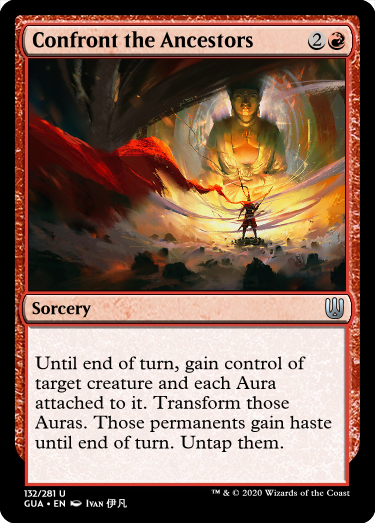 Confront the Ancestors 2
Sorcery
Until end of turn, gain control of
target creature and each Aura
attached to it. Transform those
Auras. Those permanents gain haste
until end of turn. Untap them.
132/281 U
GUA • EN Ivan 伊凡
™ & © 2020 Wizards of the Coast